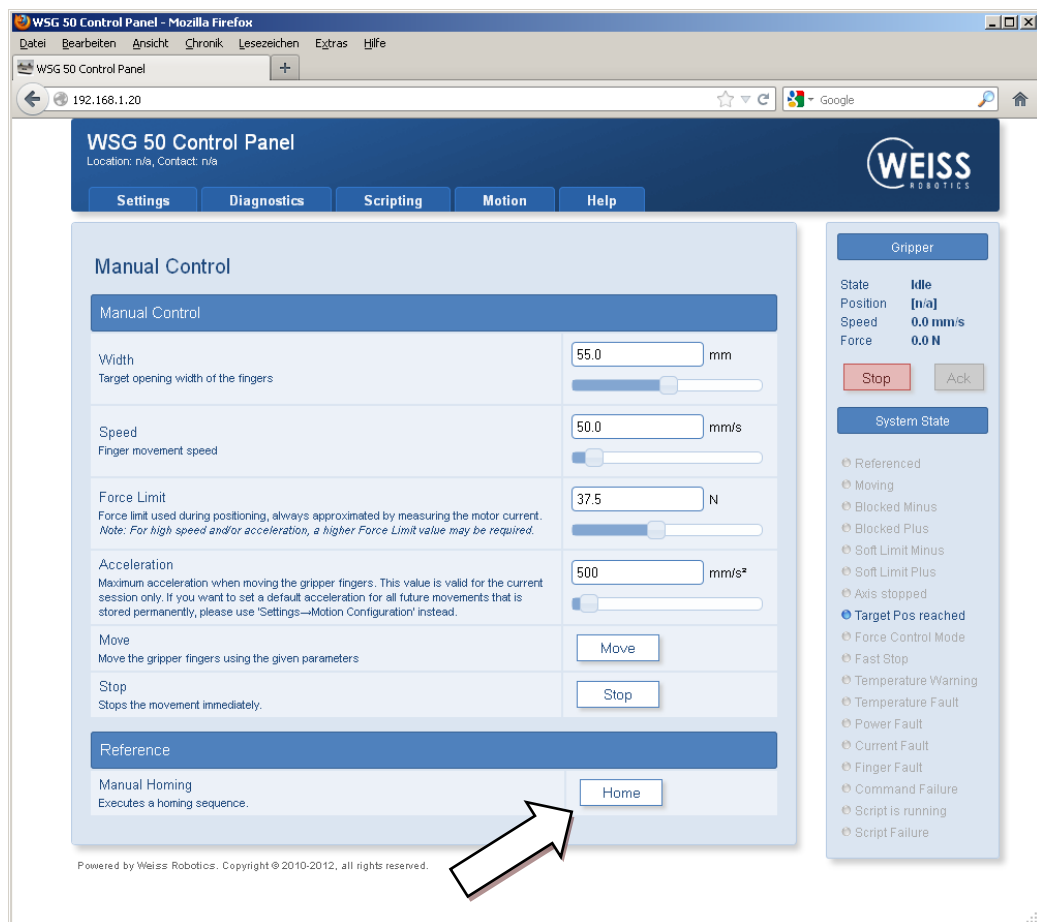 WSG 50 Control Panel - Mozilla Firefox
Datei Bearbeiten Ansicht Chronik Lesezeichen Extras Hilfe
WSG 50 Control Panel
192.168.1.20
Google
WSG 50 Control Panel
Location: n/a, Contact: n/a
WEISS
ROBOTICS
Settings Diagnostics Scripting Motion Help
Manual Control
Manual Control
Width
Target opening width of the fingers
55.0 mm
Speed
Finger movement speed
50.0 mm/s
Force Limit
Force limit used during positioning, always approximated by measuring the motor current.
Note: For high speed and/or acceleration, a higher Force Limit value may be required.
37.5 N
Acceleration
Maximum acceleration when moving the gripper fingers. This value is valid for the current
session only. If you want to set a default acceleration for all future movements that is
stored permanently, please use 'Settings→Motion Configuration' instead.
500 mm/s²
Move
Move the gripper fingers using the given parameters
Move
Stop
Stops the movement immediately.
Stop
Reference
Manual Homing
Executes a homing sequence.
Home
Powered by Weiss Robotics. Copyright © 2010-2012, all rights reserved.
Gripper
State Idle
Position [n/a]
Speed 0.0 mm/s
Force 0.0 N
Stop Ack
System State
Referenced
Moving
Blocked Minus
Blocked Plus
Soft Limit Minus
Soft Limit Plus
Axis stopped
Target Pos reached
Force Control Mode
Fast Stop
Temperature Warning
Temperature Fault
Power Fault
Current Fault
Finger Fault
Command Failure
Script is running
Script Failure